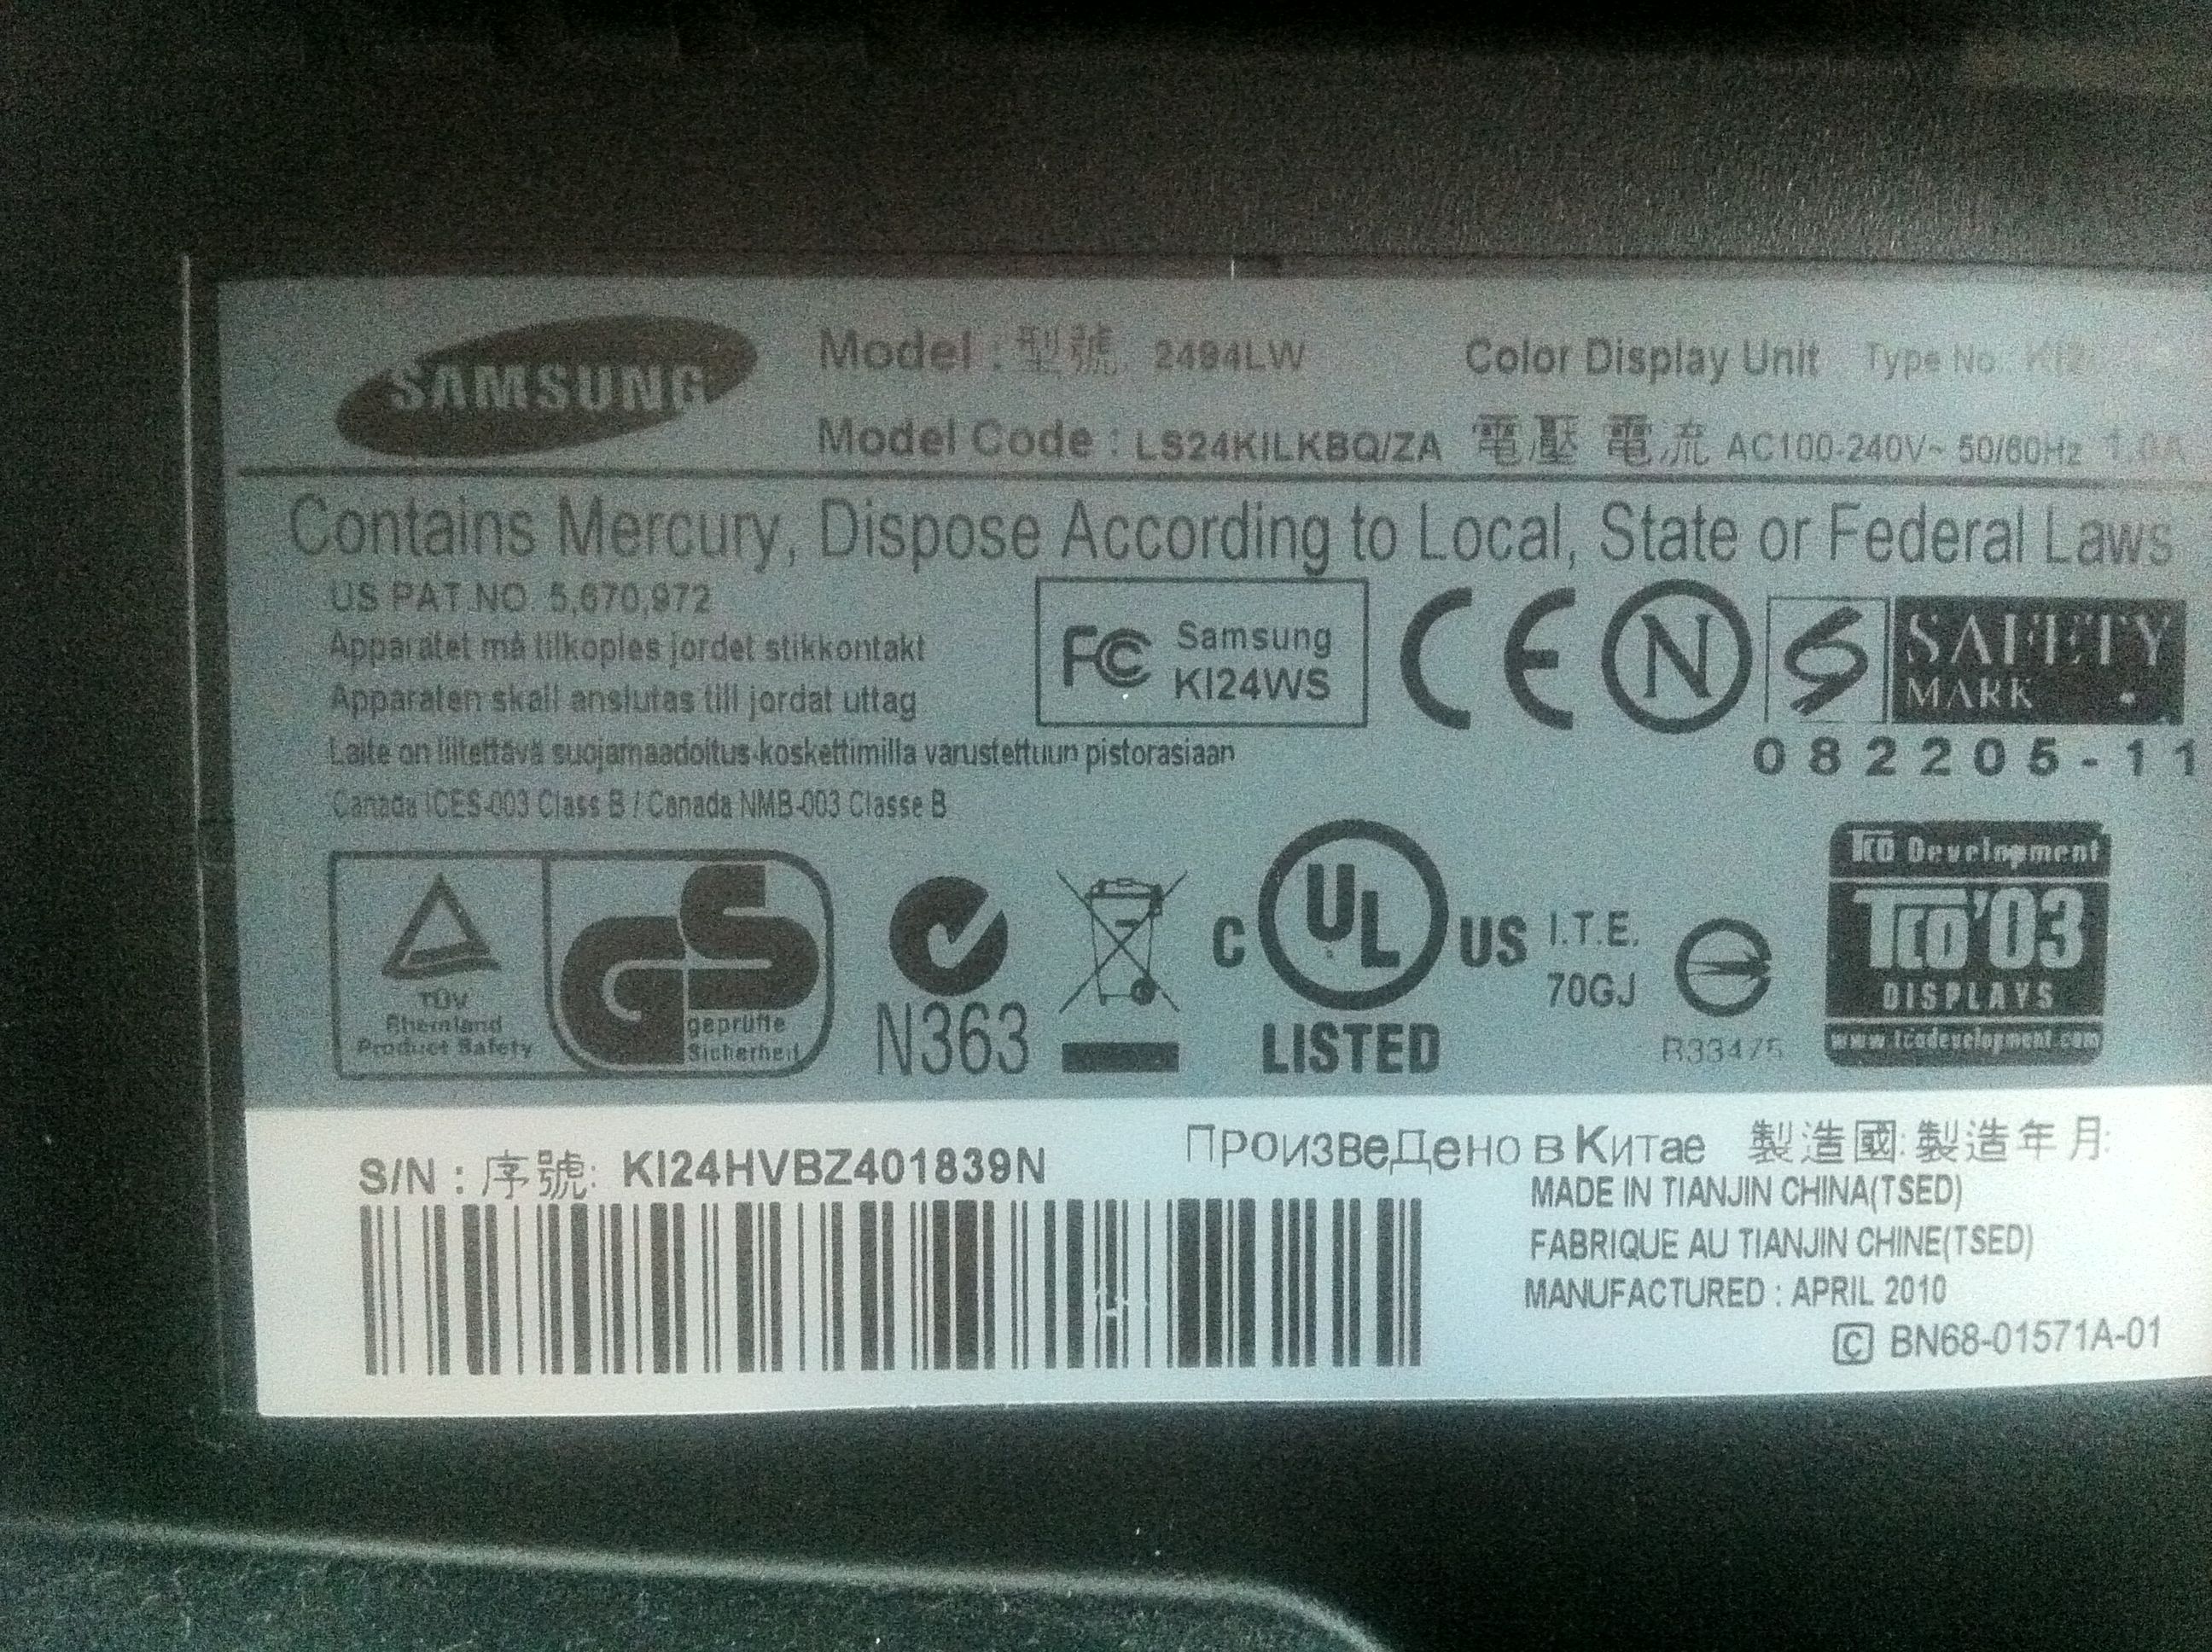 SAMSUNG
Model : 型號 2494LW Color Display Unit Type No.
Model Code : LS24KILKBQ/ZA 電壓 電流 AC100-240V~ 50/60Hz 1.0A
Contains Mercury, Dispose According to Local, State or Federal Laws
US PAT.NO. 5,670,972
Apparatet må tilkoples jordet stikkontakt
Apparaten skall anslutas till jordat uttag
Laite on liitettävä suojamaadoitus-koskettimilla varustettuun pistorasiaan
Canada ICES-003 Class B / Canada NMB-003 Classe B
FC Samsung
KI24WS
CE N S SAFETY
MARK
082205-11
TÜV
Rheinland
Product Safety
GS
geprüfte
Sicherheit
N363
C UL US
LISTED
I.T.E.
70GJ
R33475
TCO Development
TCO'03
DISPLAYS
www.tcodevelopment.com
S/N : 序號: KI24HVBZ401839N
ПроизвеДено в Китае 製造國: 製造年月:
MADE IN TIANJIN CHINA(TSED)
FABRIQUE AU TIANJIN CHINE(TSED)
MANUFACTURED : APRIL 2010
C BN68-01571A-01